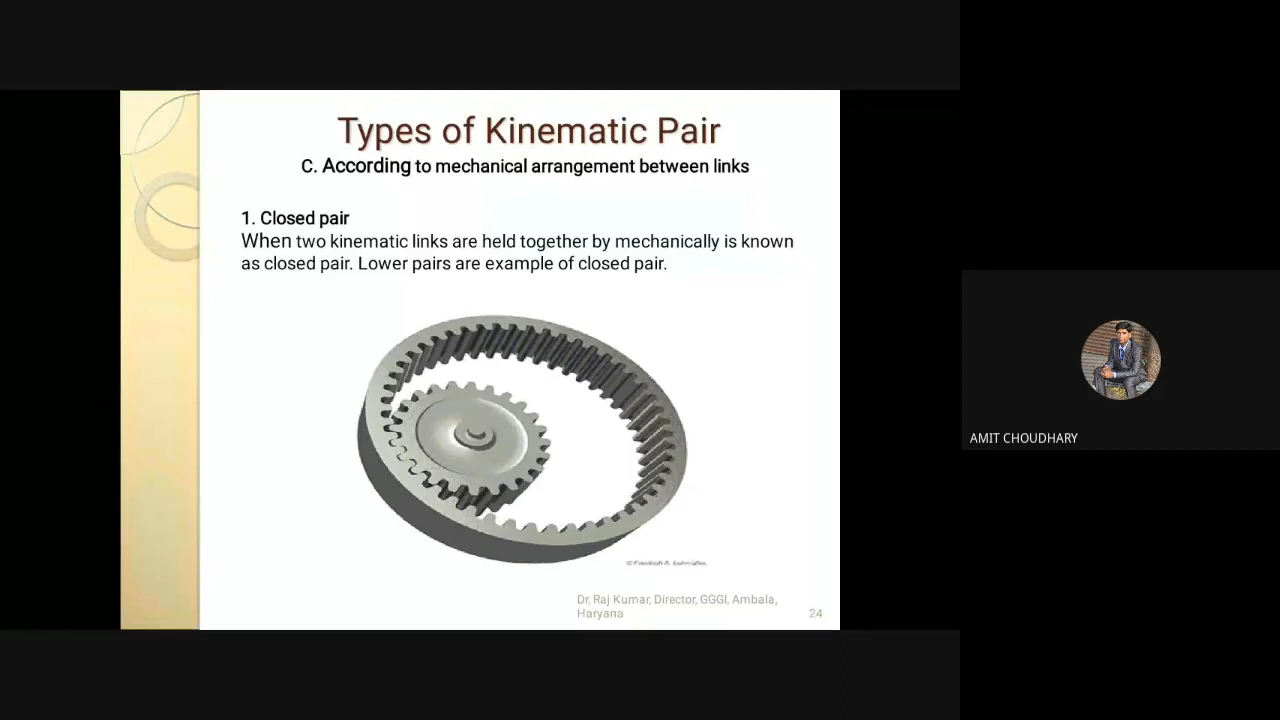 Types of Kinematic Pair
C. According to mechanical arrangement between links
1. Closed pair
When two kinematic links are held together by mechanically is known
as closed pair. Lower pairs are example of closed pair.
Dr, Raj Kumar, Director, GGGI, Ambala,
Haryana
24
AMIT CHOUDHARY